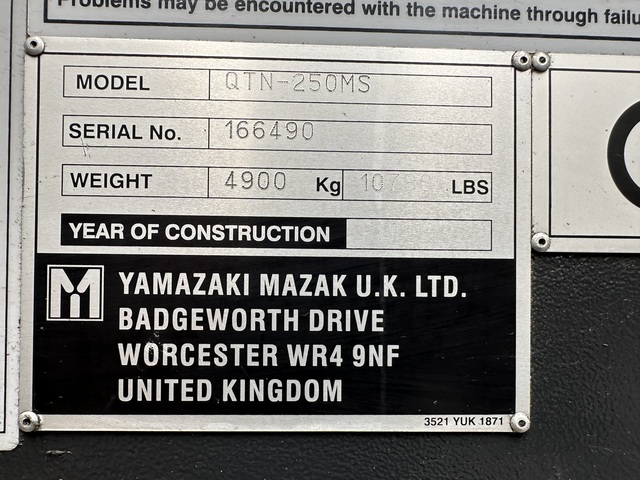 Problems may be encountered with the machine through failu
MODEL QTN-250MS
SERIAL No. 166490
WEIGHT 4900 Kg LBS
YEAR OF CONSTRUCTION
YAMAZAKI MAZAK U.K. LTD.
BADGEWORTH DRIVE
WORCESTER WR4 9NF
UNITED KINGDOM
3521 YUK 1871